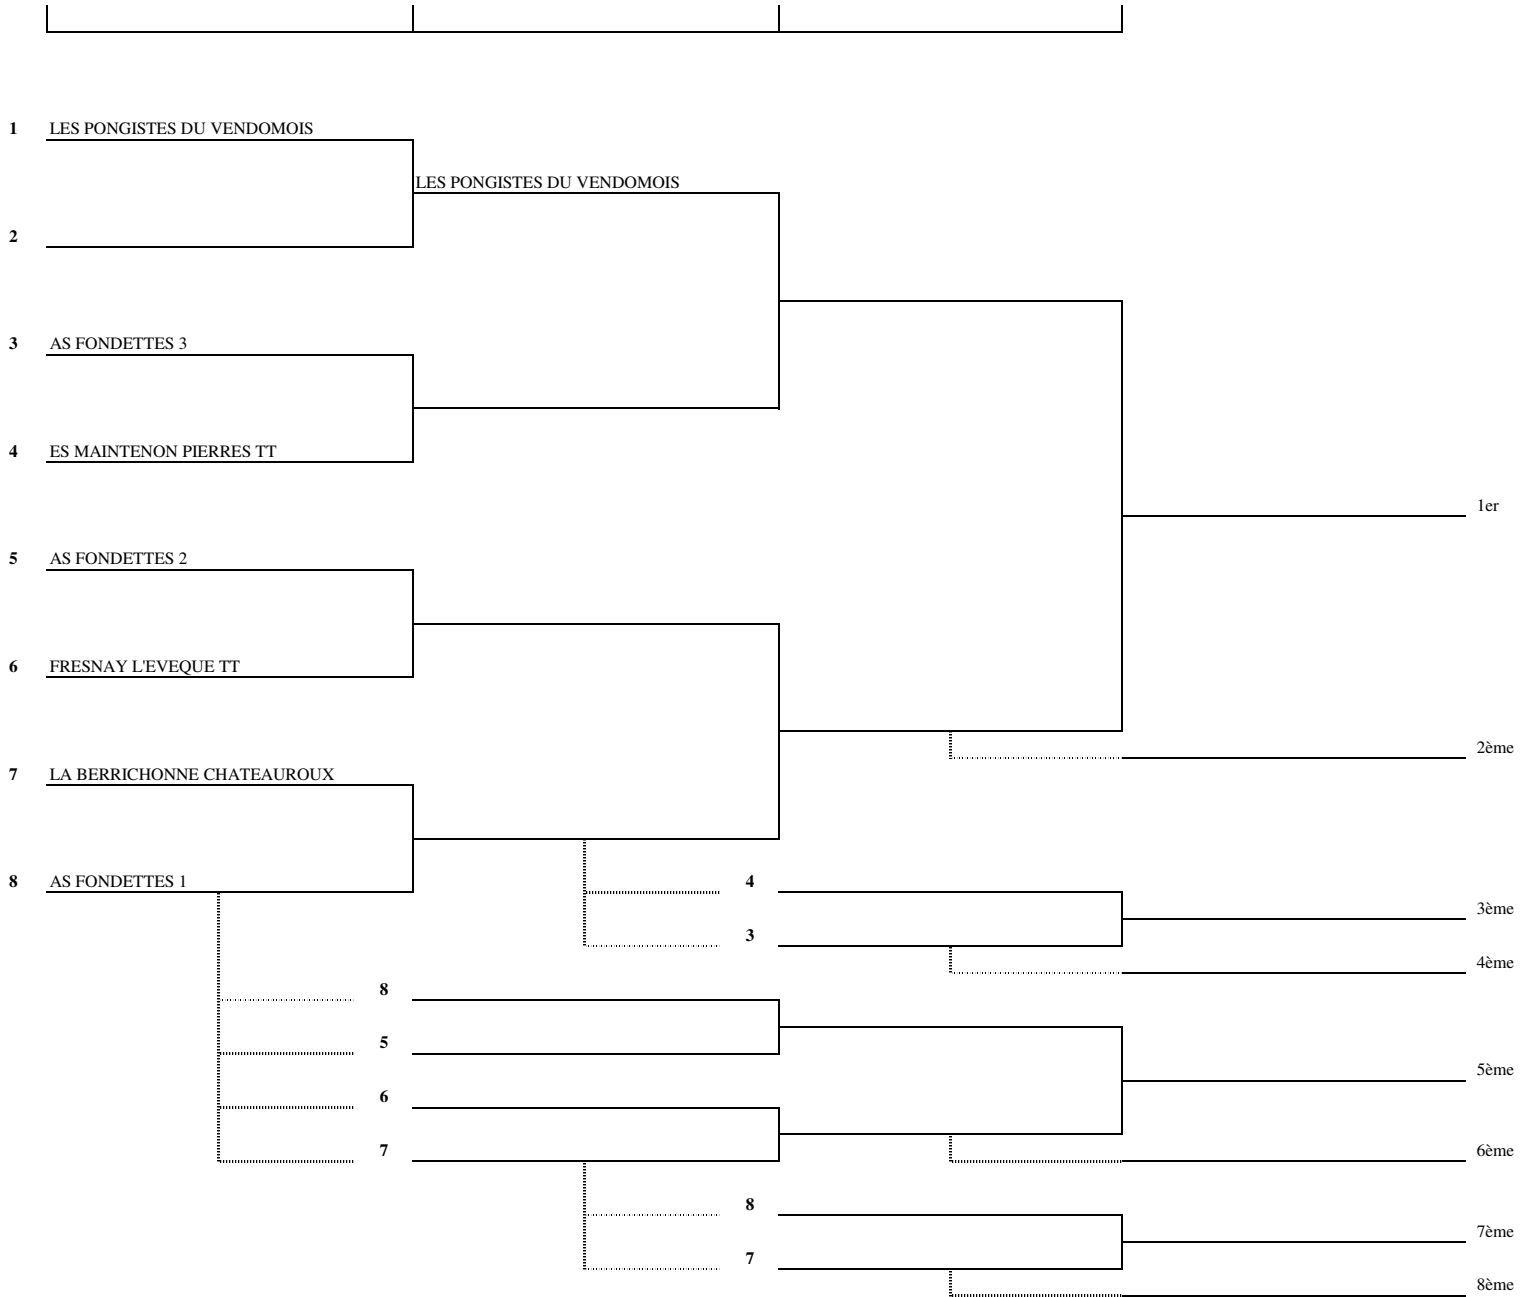 1 LES PONGISTES DU VENDOMOIS
LES PONGISTES DU VENDOMOIS
2
3 AS FONDETTES 3
4 ES MAINTENON PIERRES TT
1er
5 AS FONDETTES 2
6 FRESNAY L'EVEQUE TT
2ème
7 LA BERRICHONNE CHATEAUROUX
8 AS FONDETTES 1
4
3ème
3
4ème
8
5
5ème
6
7
6ème
8
7ème
7
8ème